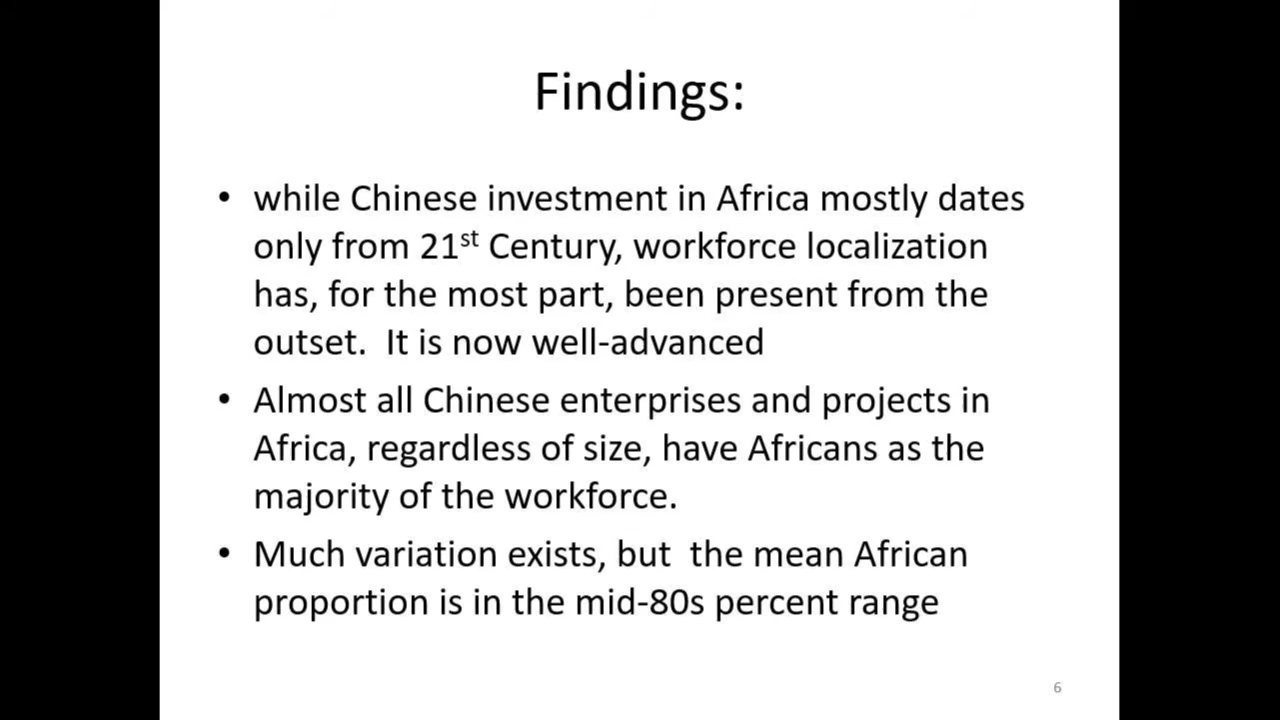 Findings:
• while Chinese investment in Africa mostly dates
only from 21st Century, workforce localization
has, for the most part, been present from the
outset.  It is now well-advanced
• Almost all Chinese enterprises and projects in
Africa, regardless of size, have Africans as the
majority of the workforce.
• Much variation exists, but  the mean African
proportion is in the mid-80s percent range
6